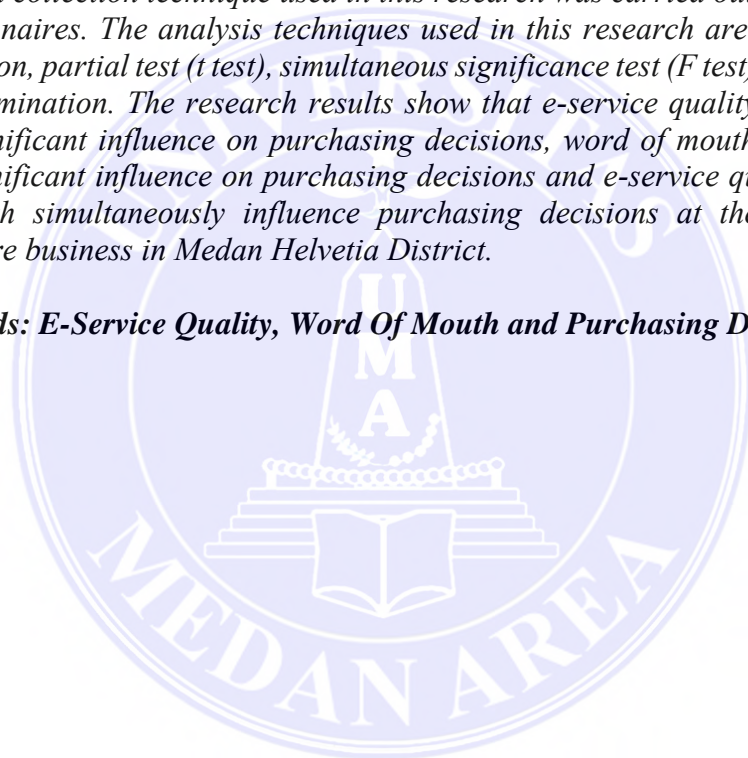 collection technique used in this research was carried out
naires. The analysis techniques used in this research are
on, partial test (t test), simultaneous significance test (F test)
mination. The research results show that e-service quality
nificant influence on purchasing decisions, word of mouth
nificant influence on purchasing decisions and e-service qu
h simultaneously influence purchasing decisions at the
re business in Medan Helvetia District.
ds: E-Service Quality, Word Of Mouth and Purchasing D
UNIVERSITAS
UMA
MEDAN AREA